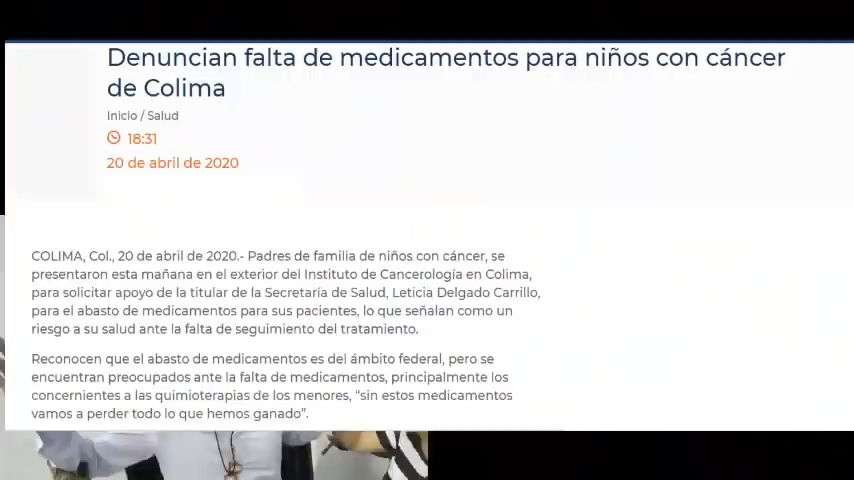 Denuncian falta de medicamentos para niños con cáncer
de Colima
Inicio / Salud
18:31
20 de abril de 2020
COLIMA, Col., 20 de abril de 2020.- Padres de familia de niños con cáncer, se
presentaron esta mañana en el exterior del Instituto de Cancerología en Colima,
para solicitar apoyo de la titular de la Secretaría de Salud, Leticia Delgado Carrillo,
para el abasto de medicamentos para sus pacientes, lo que señalan como un
riesgo a su salud ante la falta de seguimiento del tratamiento.
Reconocen que el abasto de medicamentos es del ámbito federal, pero se
encuentran preocupados ante la falta de medicamentos, principalmente los
concernientes a las quimioterapias de los menores, “sin estos medicamentos
vamos a perder todo lo que hemos ganado”.